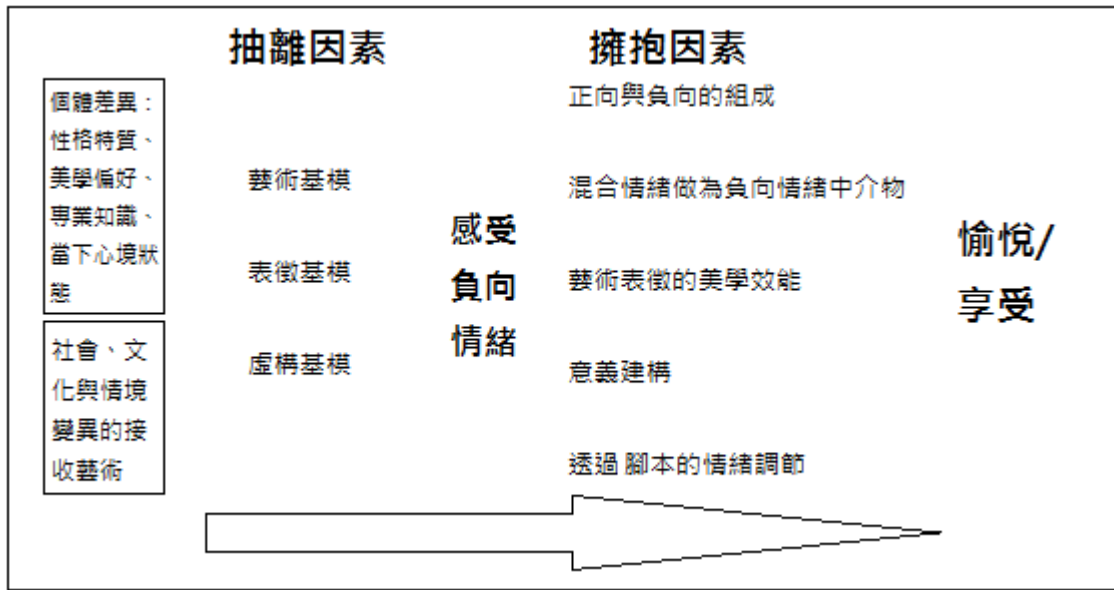 抽離因素
擁抱因素
個體差異：
性格特質、
美學偏好、
專業知識、
當下心境狀
態
社會、文
化與情境
變異的接
收藝術
藝術基模
表徵基模
虛構基模
感受
負向
情緒
正向與負向的組成
混合情緒做為負向情緒中介物
藝術表徵的美學效能
意義建構
透過 腳本的情緒調節
愉悅/
享受